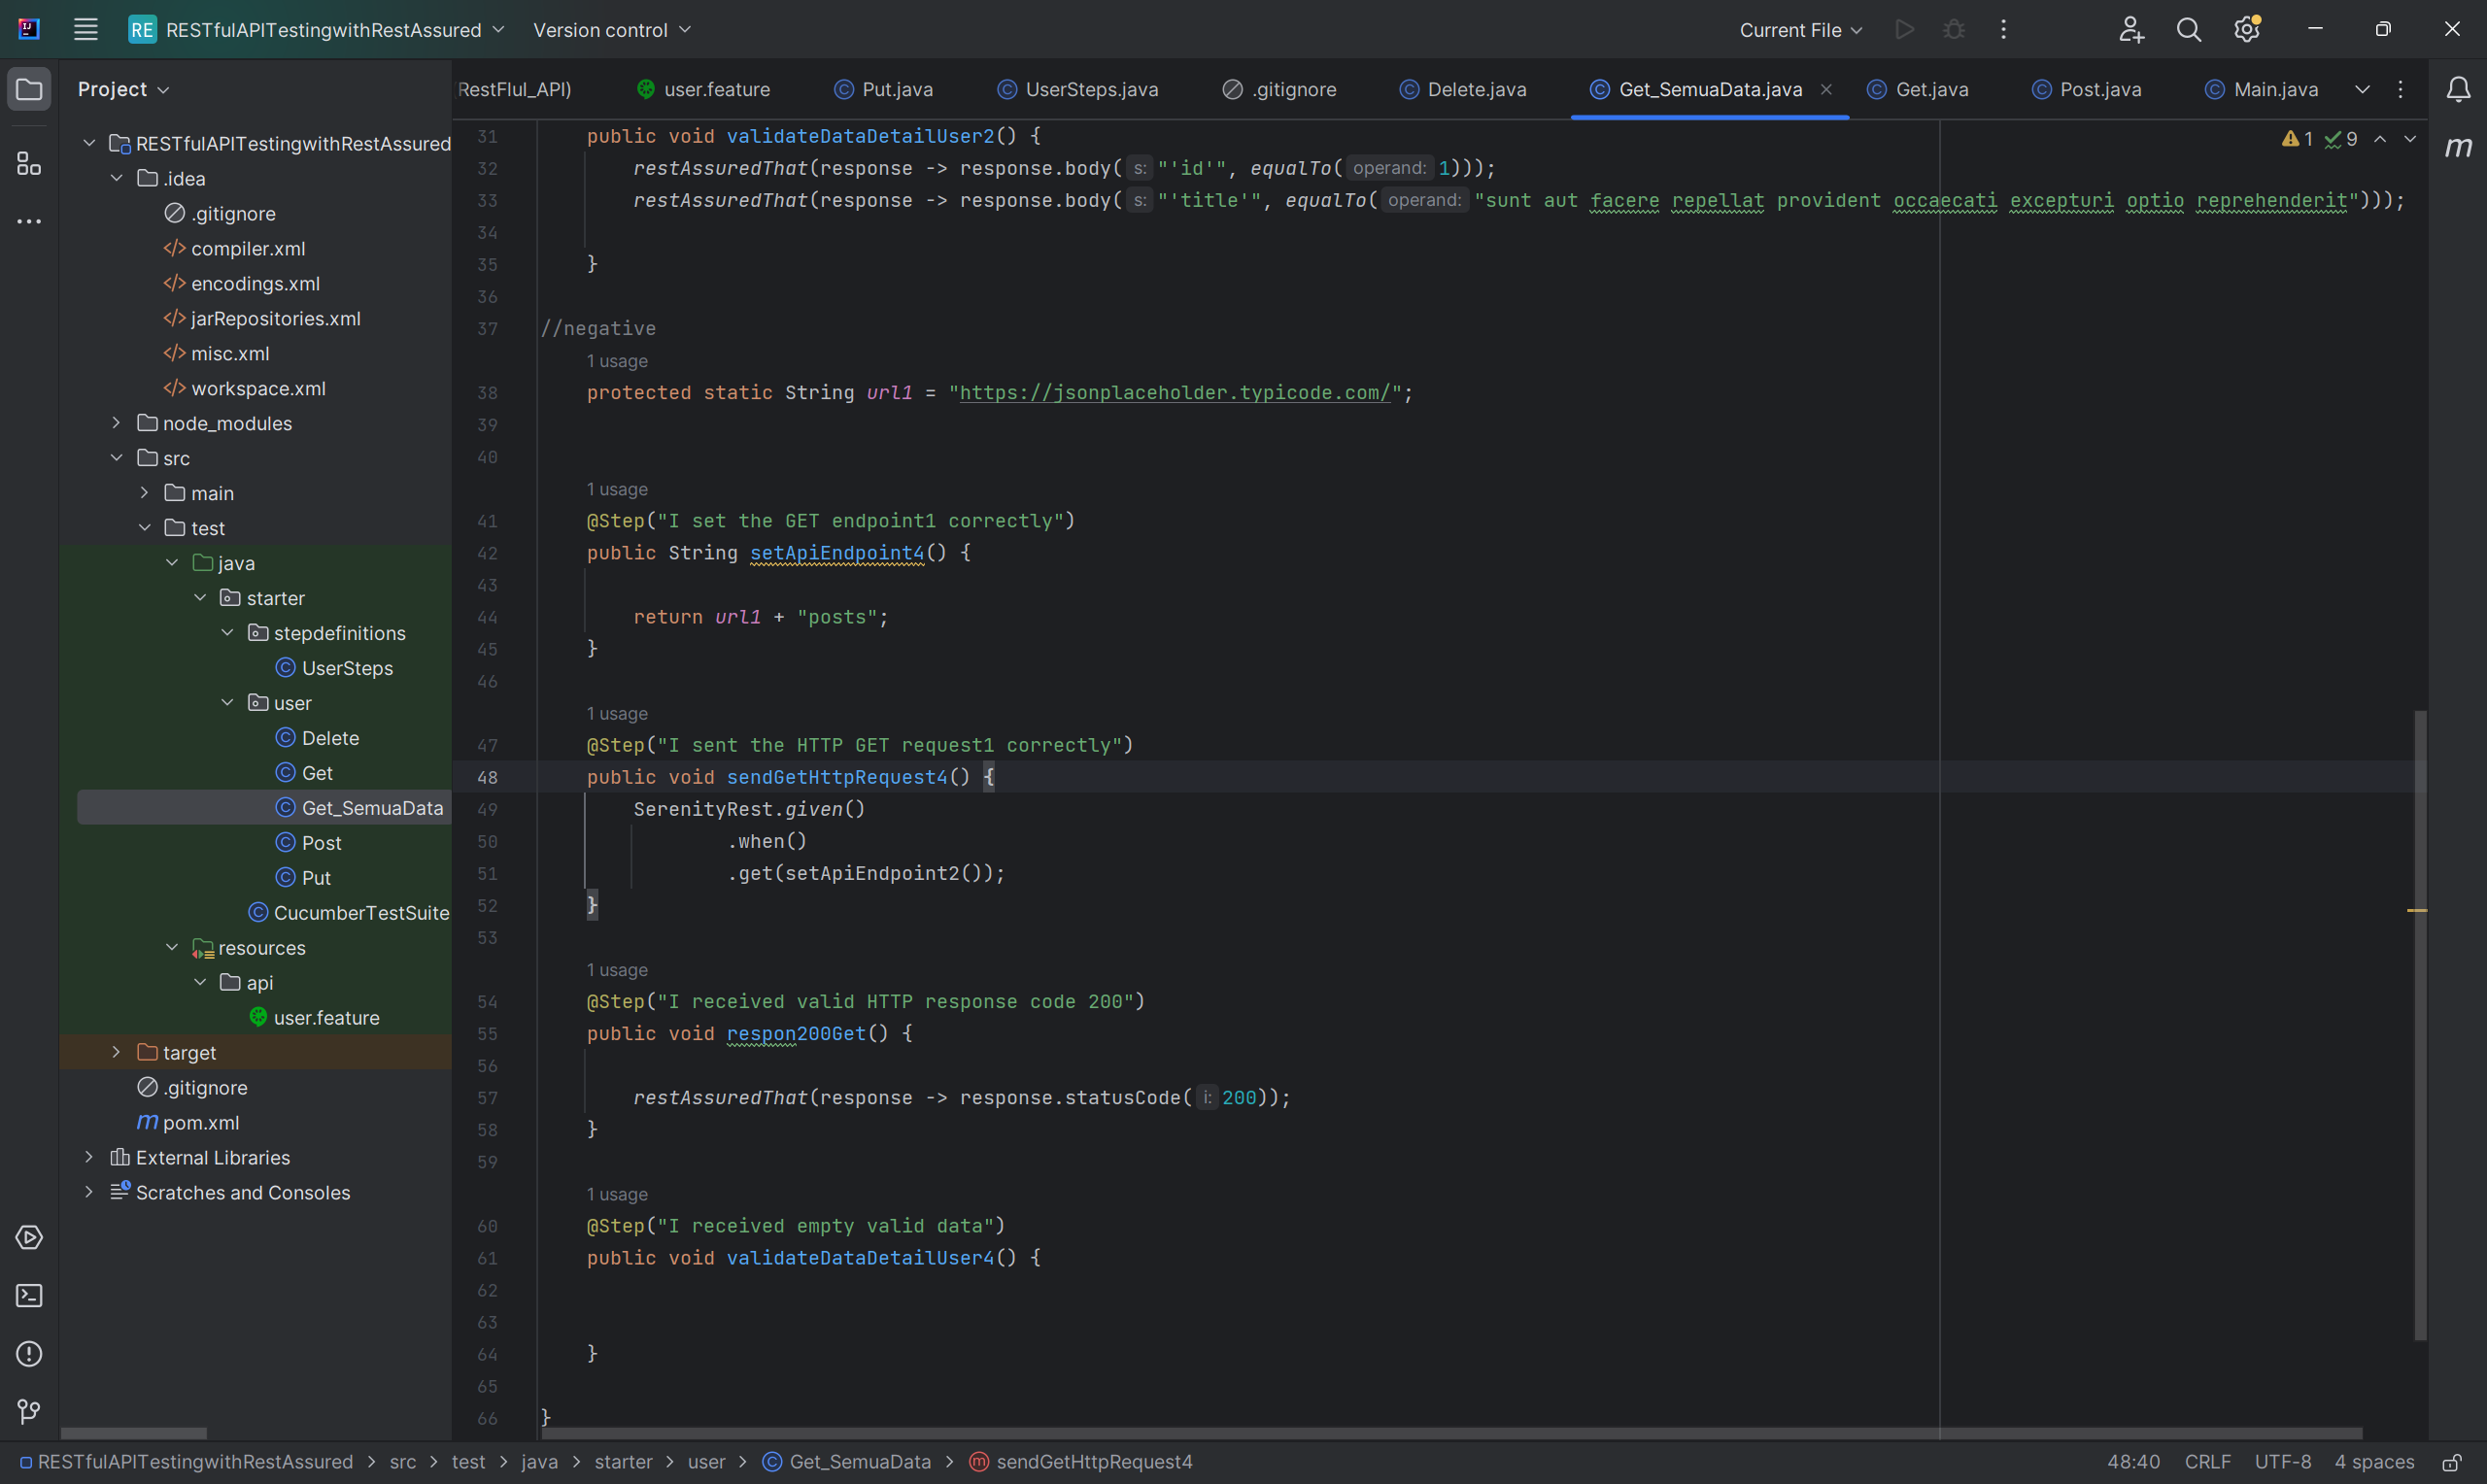 RE RESTfulAPITestingwithRestAssured Version control Current File
Project
RestFlul_API) user.feature Put.java UserSteps.java .gitignore Delete.java Get_SemuaData.java Get.java Post.java Main.java
RESTfulAPITestingwithRestAssured
.idea
.gitignore
compiler.xml
encodings.xml
jarRepositories.xml
misc.xml
workspace.xml
node_modules
src
main
test
java
starter
stepdefinitions
UserSteps
user
Delete
Get
Get_SemuaData
Post
Put
CucumberTestSuite
resources
api
user.feature
target
.gitignore
pom.xml
External Libraries
Scratches and Consoles
1 9
31 public void validateDataDetailUser2() {
32 restAssuredThat(response -> response.body( s: "'id'", equalTo( operand: 1)));
33 restAssuredThat(response -> response.body( s: "'title'", equalTo( operand: "sunt aut facere repellat provident occaecati excepturi optio reprehenderit")));
34
35 }
36
37 //negative
1 usage
38 protected static String url1 = "https://jsonplaceholder.typicode.com/";
39
40
1 usage
41 @Step("I set the GET endpoint1 correctly")
42 public String setApiEndpoint4() {
43
44 return url1 + "posts";
45 }
46
1 usage
47 @Step("I sent the HTTP GET request1 correctly")
48 public void sendGetHttpRequest4() {
49 SerenityRest.given()
50 .when()
51 .get(setApiEndpoint2());
52 }
53
1 usage
54 @Step("I received valid HTTP response code 200")
55 public void respon200Get() {
56
57 restAssuredThat(response -> response.statusCode( i: 200));
58 }
59
1 usage
60 @Step("I received empty valid data")
61 public void validateDataDetailUser4() {
62
63
64 }
65
66 }
RESTfulAPITestingwithRestAssured > src > test > java > starter > user > Get_SemuaData > sendGetHttpRequest4 48:40 CRLF UTF-8 4 spaces